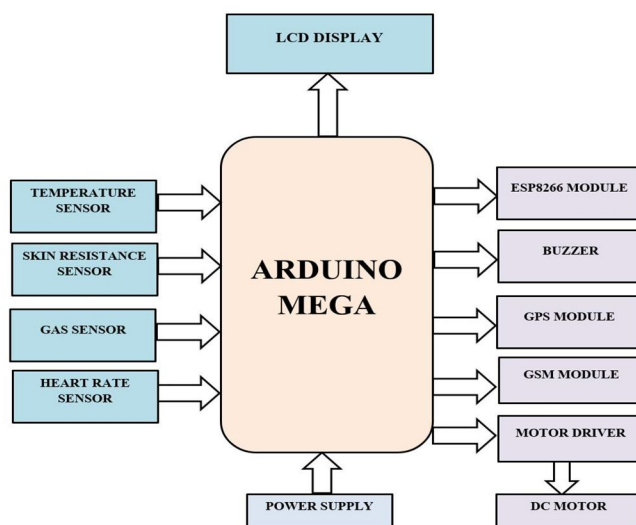 LCD DISPLAY
TEMPERATURE
SENSOR
SKIN RESISTANCE
SENSOR
GAS SENSOR
HEART RATE
SENSOR
ARDUINO
MEGA
ESP8266 MODULE
BUZZER
GPS MODULE
GSM MODULE
MOTOR DRIVER
POWER SUPPLY
DC MOTOR